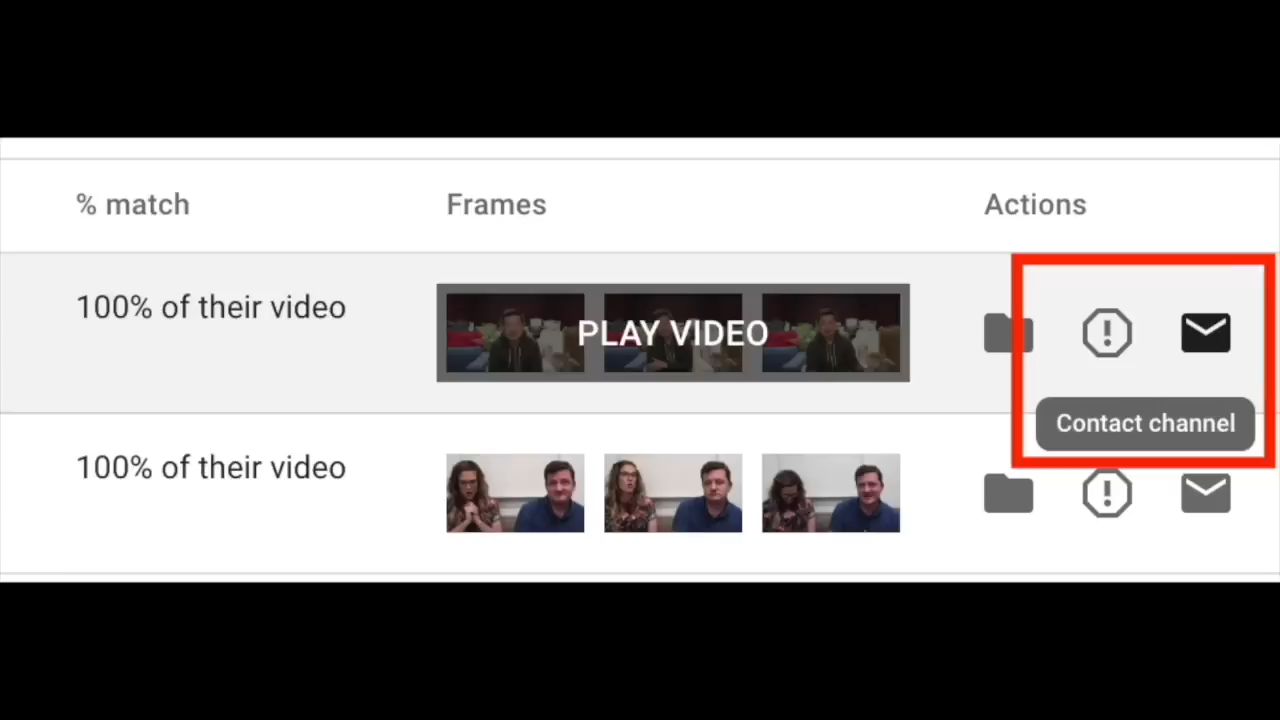 % match Frames Actions
100% of their video PLAY VIDEO
Contact channel
100% of their video